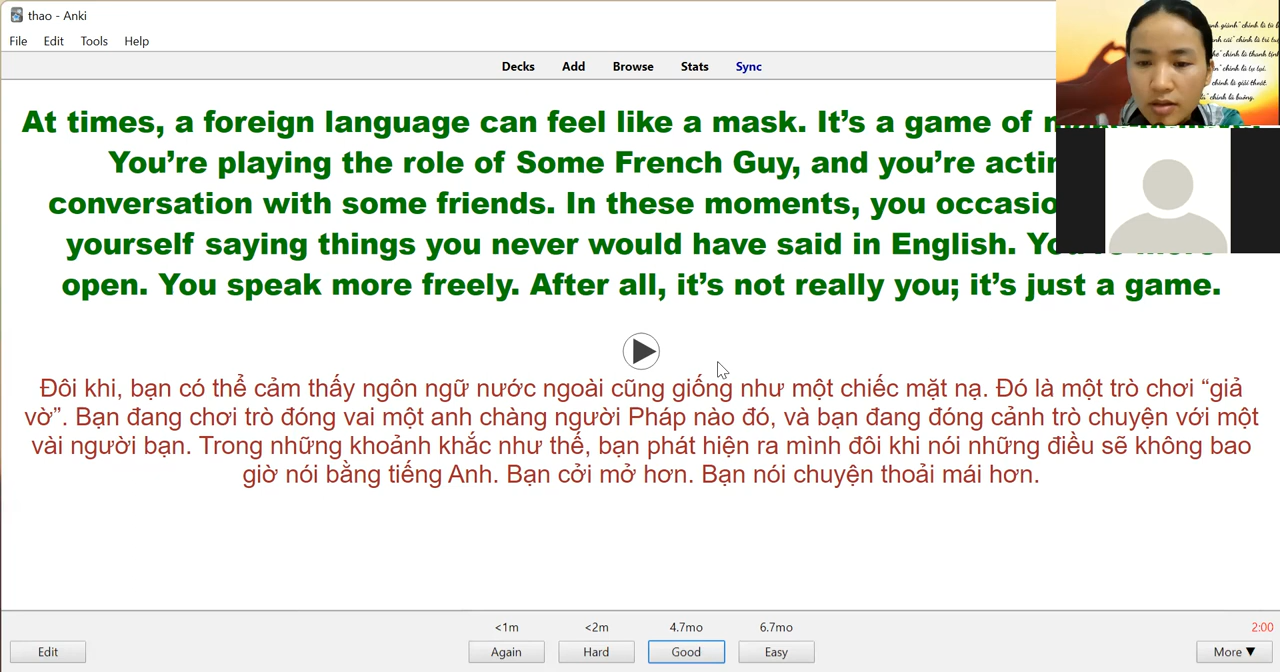 thao - Anki
File Edit Tools Help
Decks Add Browse Stats Sync
At times, a foreign language can feel like a mask. It’s a game of
You’re playing the role of Some French Guy, and you’re
conversation with some friends. In these moments, you
yourself saying things you never would have said in English.
open. You speak more freely. After all, it’s not really you; it’s just a game.
Đôi khi, bạn có thể cảm thấy ngôn ngữ nước ngoài cũng giống như một chiếc mặt nạ. Đó là một trò chơi “giả
vờ”. Bạn đang chơi trò đóng vai một anh chàng người Pháp nào đó, và bạn đang đóng cảnh trò chuyện với một
vài người bạn. Trong những khoảnh khắc như thế, bạn phát hiện ra mình đôi khi nói những điều sẽ không bao
giờ nói bằng tiếng Anh. Bạn cởi mở hơn. Bạn nói chuyện thoải mái hơn.
<1m <2m 4.7mo 6.7mo 2:00
Edit Again Hard Good Easy More ▼